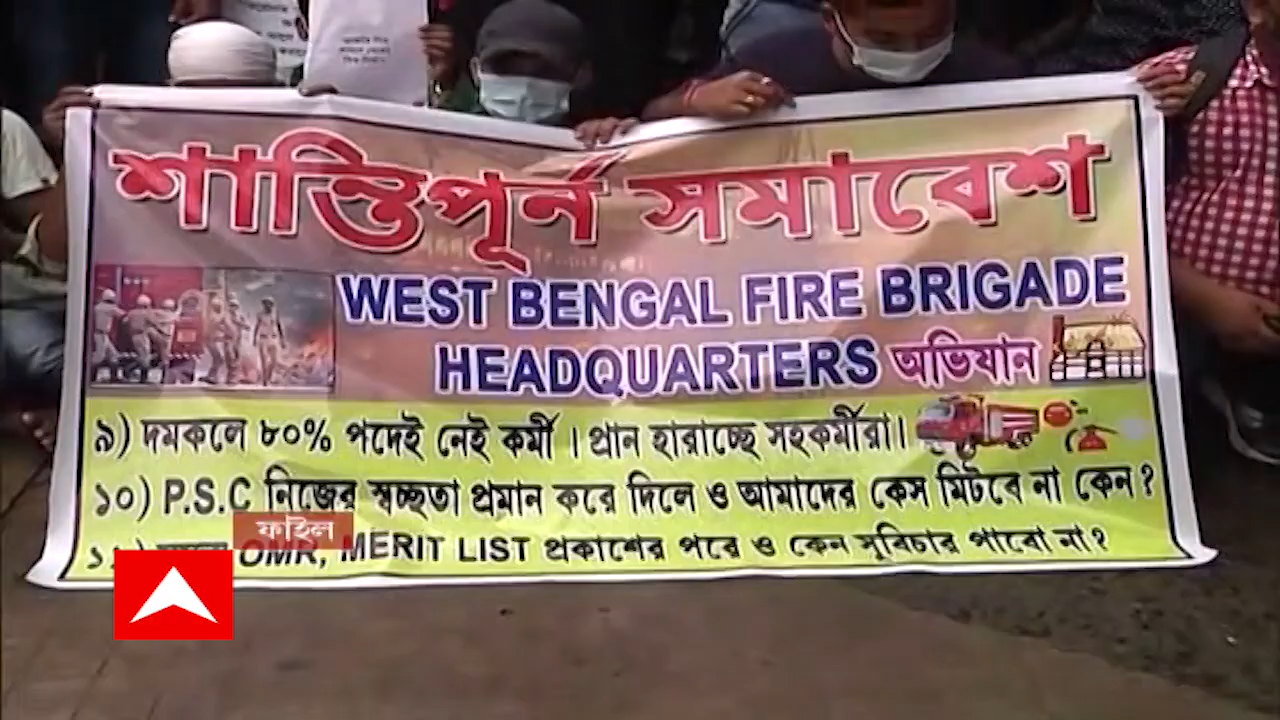 শান্তিপূর্ন সমাবেশ
WEST BENGAL FIRE BRIGADE
HEADQUARTERS অভিযান
৯) দমকলে ৮০% পদেই নেই কর্মী । প্রান হারাচ্ছে সহকর্মীরা।
১০) P.S.C নিজের স্বচ্ছতা প্রমান করে দিলে ও আমাদের কেস মিটবে না কেন ?
OMR, MERIT LIST প্রকাশের পরে ও কেন সুবিচার পাবো না?
ফাইল